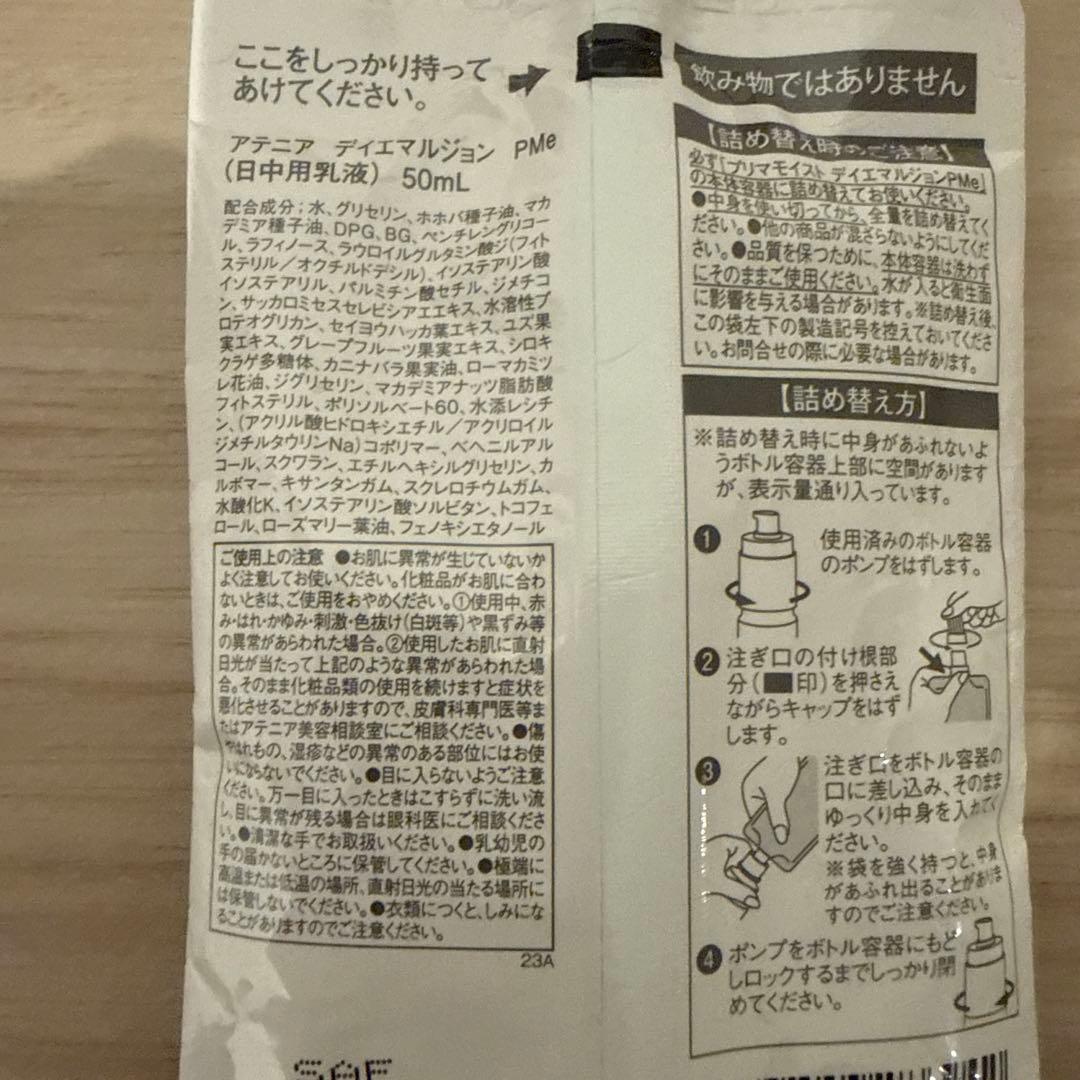 ここをしっかり持って
あけてください。
アテニア デイエマルジョン PMe
(日中用乳液) 50mL
配合成分;水、グリセリン、ホホバ種子油、マカ
デミア種子油、DPG、BG、ペンチレングリコー
ル、ラフィノース、ラウロイルグルタミン酸ジ(フィト
ステリル/オクチルドデシル)、イソステアリン酸
イソステアリル、パルミチン酸セチル、ジメチコ
ン、サッカロミセスセレビシアエエキス、水溶性プ
ロテオグリカン、セイヨウハッカ葉エキス、ユズ果
実エキス、グレープフルーツ果実エキス、シロキ
クラゲ多糖体、カニナバラ果実油、ローマカミツ
レ花油、ジグリセリン、マカデミアナッツ脂肪酸
フィトステリル、ポリソルベート60、水添レシチ
ン、(アクリル酸ヒドロキシエチル/アクリロイル
ジメチルタウリンNa)コポリマー、ベヘニルアル
コール、スクワラン、エチルヘキシルグリセリン、カ
ルボマー、キサンタンガム、スクレロチウムガム、
水酸化K、イソステアリン酸ソルビタン、トコフェ
ロール、ローズマリー葉油、フェノキシエタノール
ご使用上の注意 ●お肌に異常が生じていないか
よく注意してお使いください。化粧品がお肌に合わ
ないときは、ご使用をおやめください。①使用中、赤
み・はれ・かゆみ・刺激・色抜け(白斑等)や黒ずみ等
の異常があらわれた場合。②使用したお肌に直射
日光が当たって上記のような異常があらわれた場
合。そのまま化粧品類の使用を続けますと症状を
悪化させることがありますので、皮膚科専門医等ま
たはアテニア美容相談室にご相談ください。●傷
やはれもの、湿疹などの異常のある部位にはお使
いにならないでください。●目に入らないようご注意
ください。万一目に入ったときはこすらずに洗い流
し、目に異常が残る場合は眼科医にご相談くださ
い。●清潔な手でお取扱いください。●乳幼児の
手の届かないところに保管してください。●極端に
高温または低温の場所、直射日光の当たる場所に
は保管しないでください。●衣類につくと、しみにな
ることがありますのでご注意ください。
23A
飲み物ではありません
【詰め替え時のご注意】
必ず「プリマモイスト デイエマルジョンPMe」
の本体容器に詰め替えてお使いください。
●中身を使い切ってから、全量を詰め替えてく
ださい。●他の商品が混ざらないようにしてくだ
さい。●品質を保つために、本体容器は洗わず
にそのままご使用ください。水が入ると衛生面
に影響を与える場合があります。※詰め替え後、
この袋左下の製造記号を控えておいてくださ
い。お問合せの際に必要な場合があります。
【詰め替え方】
※詰め替え時に中身があふれないよ
うボトル容器上部に空間があります
が、表示量通り入っています。
❶ 使用済みのボトル容器
のポンプをはずします。
❷ 注ぎ口の付け根部
分(■印)を押さえ
ながらキャップをはず
します。
❸ 注ぎ口をボトル容器の
口に差し込み、そのまま
ゆっくり中身を入れてく
ださい。
※袋を強く持つと、中身
があふれ出ることがありま
すのでご注意ください。
❹ ポンプをボトル容器にもど
しロックするまでしっかり閉
めてください。